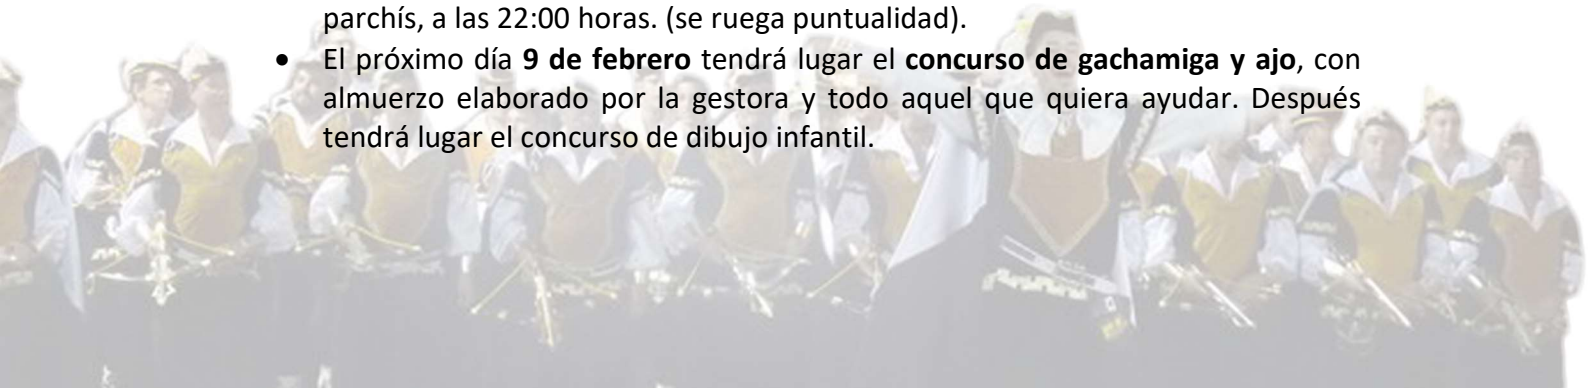 parchís, a las 22:00 horas. (se ruega puntualidad).
• El próximo día 9 de febrero tendrá lugar el concurso de gachamiga y ajo, con
almuerzo elaborado por la gestora y todo aquel que quiera ayudar. Después
tendrá lugar el concurso de dibujo infantil.